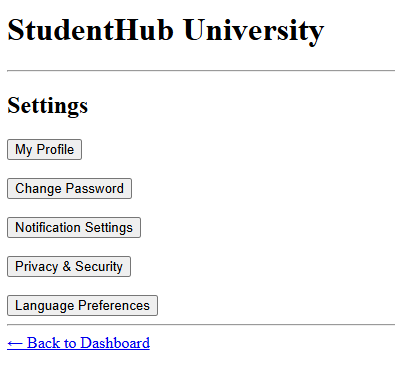 StudentHub University
Settings
My Profile
Change Password
Notification Settings
Privacy & Security
Language Preferences
← Back to Dashboard